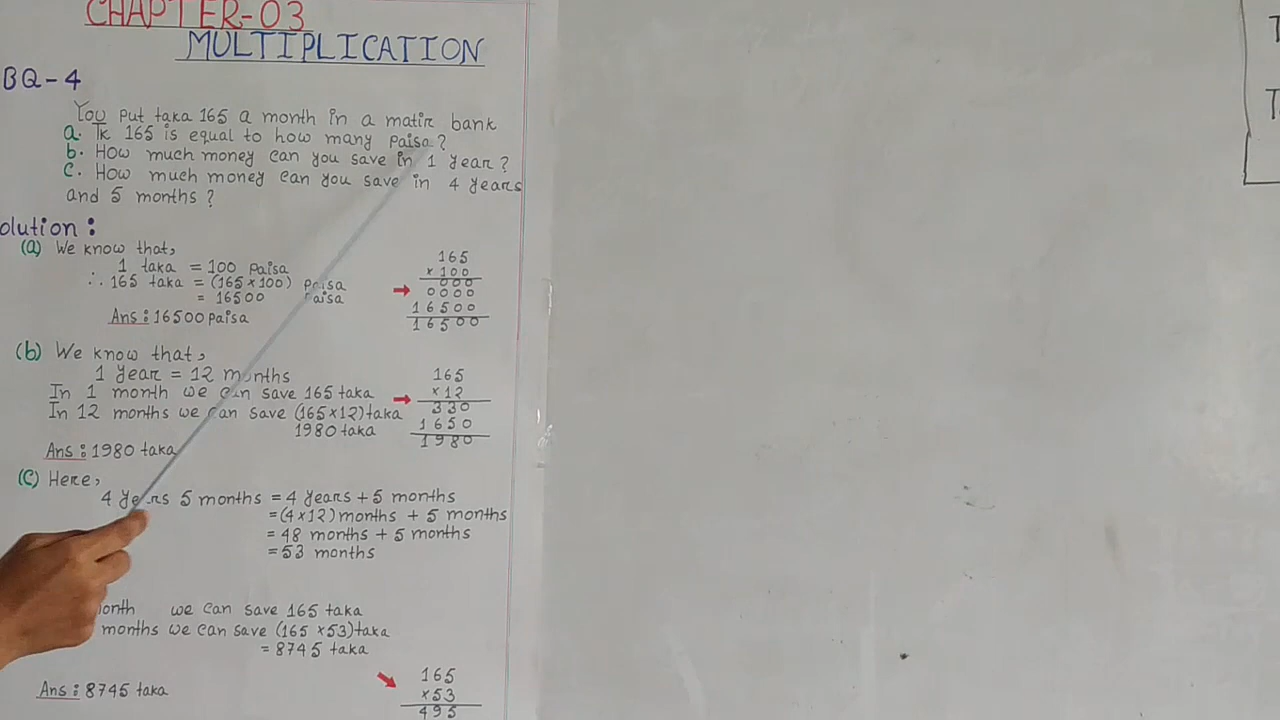 CHAPTER-03
MULTIPLICATION
BQ-4
You put taka 165 a month in a matir bank
a. Tk 165 is equal to how many paisa?
b. How much money can you save in 1 year?
c. How much money can you save in 4 years
and 5 months?
olution:
(a) We know that,
1 taka = 100 paisa
∴ 165 taka = (165×100) paisa
= 16500 paisa
Ans: 16500 paisa
165
×100
000
0000
16500
16500
(b) We know that,
1 year = 12 months
In 1 month we can save 165 taka
In 12 months we can save (165×12)taka
1980 taka
Ans: 1980 taka
165
×12
330
1650
1980
(C) Here,
4 years 5 months = 4 years + 5 months
=(4×12) months + 5 months
= 48 months + 5 months
= 53 months
month we can save 165 taka
months we can save (165 ×53)taka
= 8745 taka
Ans: 8745 taka
165
×53
495
T
T